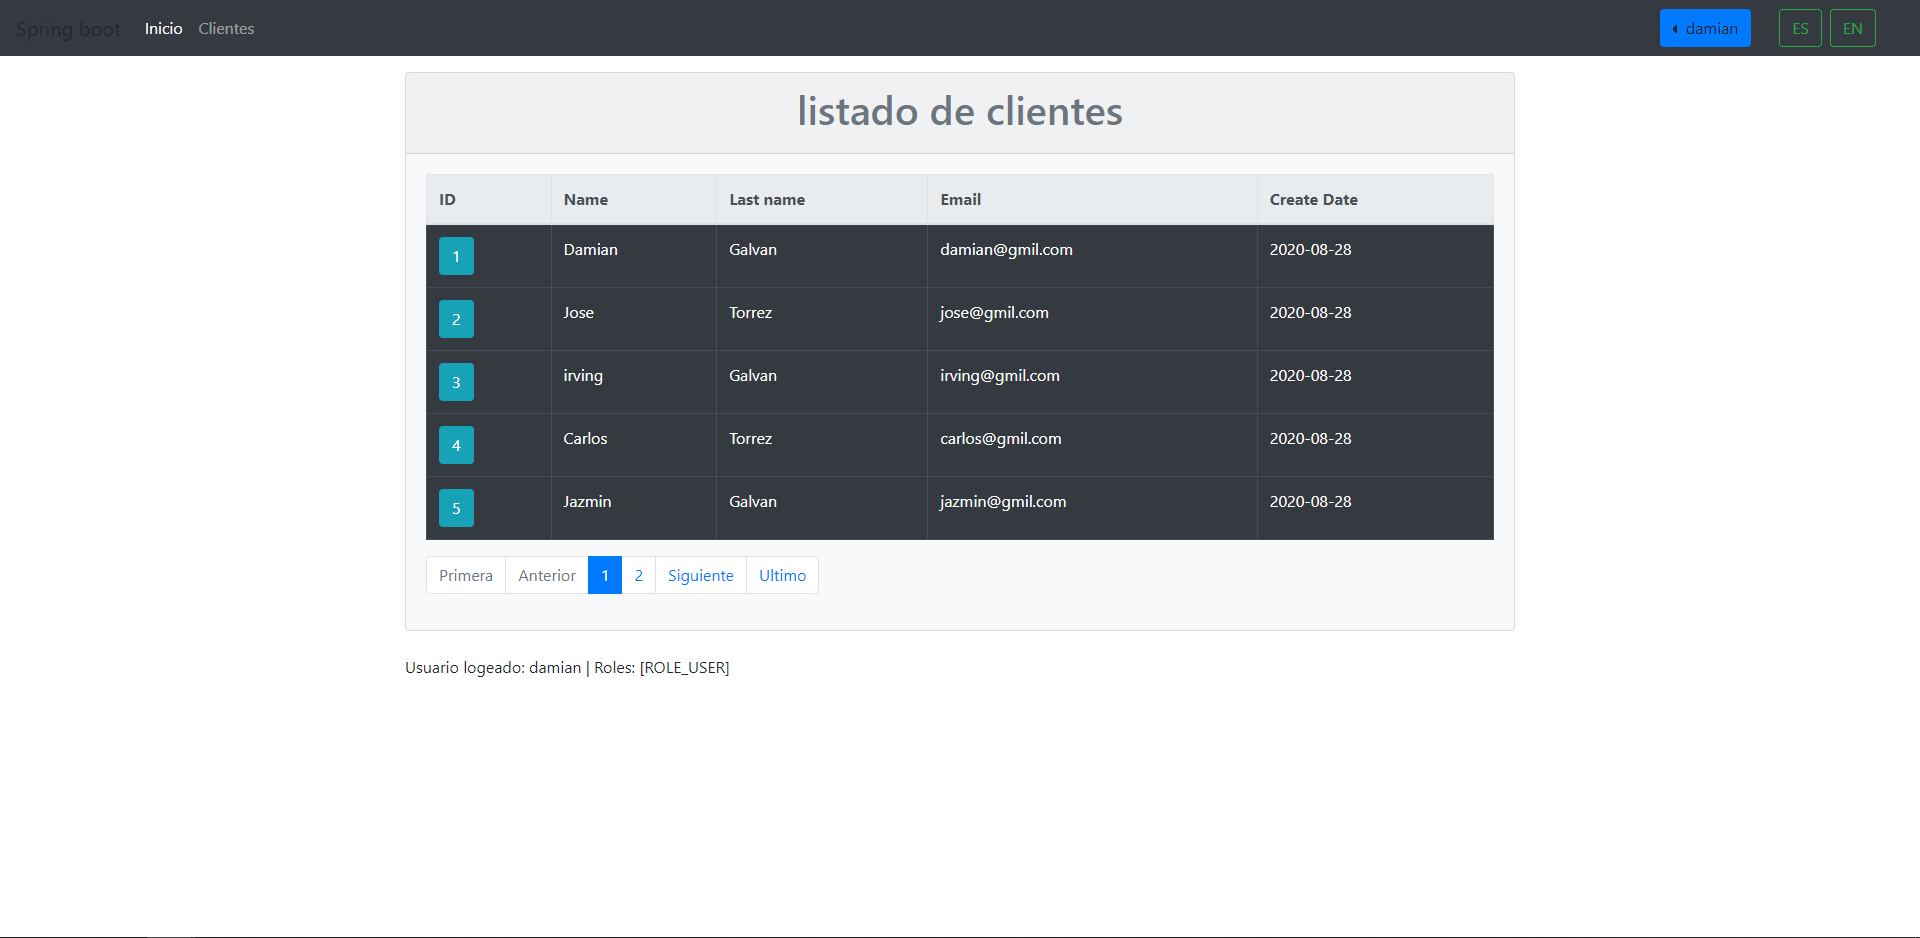 Spring boot Inicio Clientes damian ES EN
listado de clientes
ID Name Last name Email Create Date
1 Damian Galvan damian@gmil.com 2020-08-28
2 Jose Torrez jose@gmil.com 2020-08-28
3 irving Galvan irving@gmil.com 2020-08-28
4 Carlos Torrez carlos@gmil.com 2020-08-28
5 Jazmin Galvan jazmin@gmil.com 2020-08-28
Primera Anterior 1 2 Siguiente Ultimo
Usuario logeado: damian | Roles: [ROLE_USER]